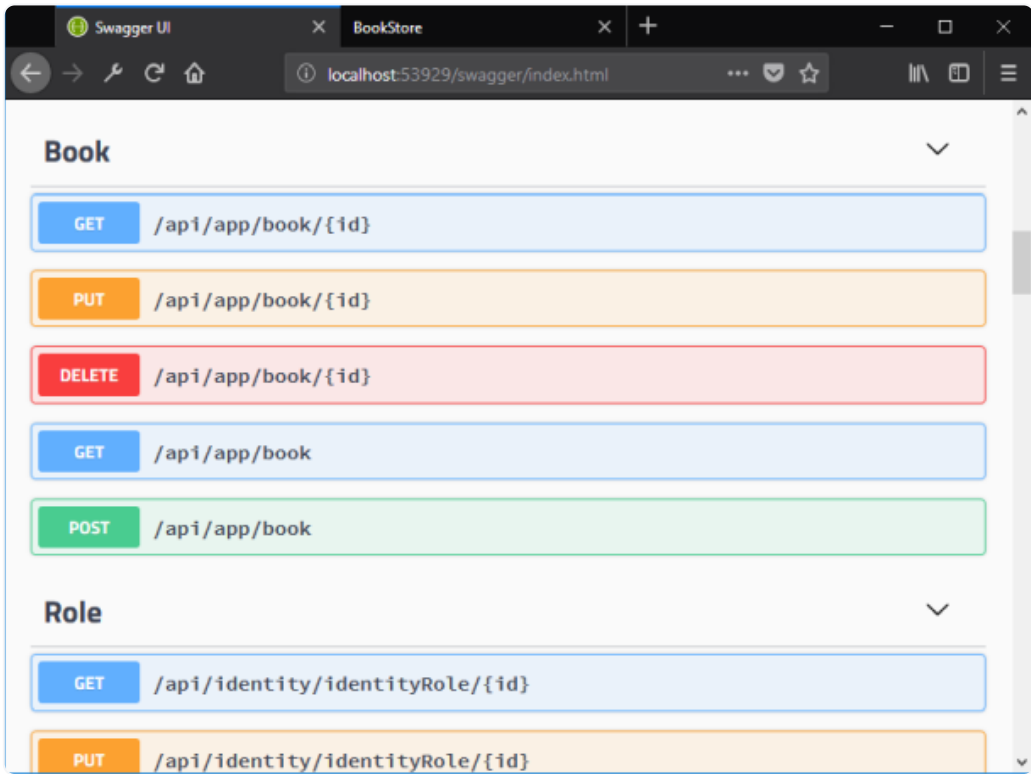 Swagger UI
BookStore
localhost:53929/swagger/index.html
Book
GET /api/app/book/{id}
PUT /api/app/book/{id}
DELETE /api/app/book/{id}
GET /api/app/book
POST /api/app/book
Role
GET /api/identity/identityRole/{id}
PUT /api/identity/identityRole/{id}